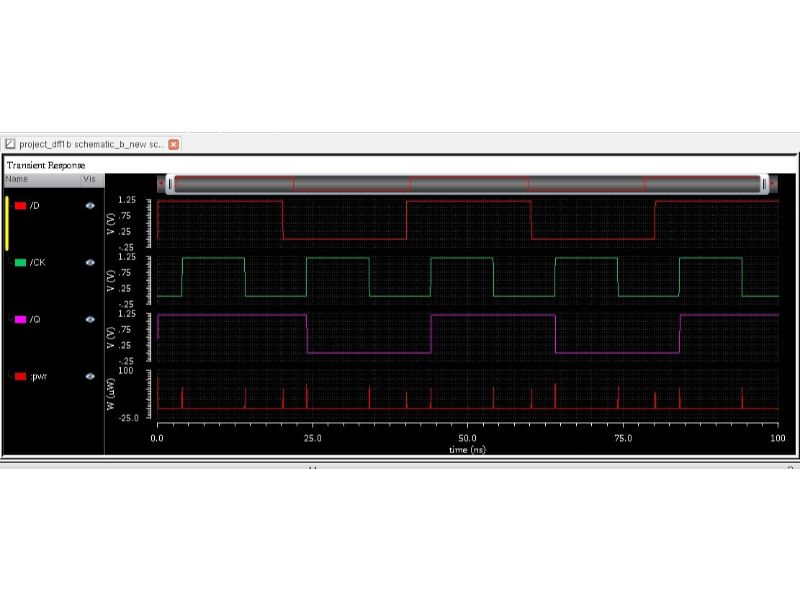 project_dff1 b schematic_b_new sc...
Transient Response
Name Vis
/D
1.25
.75
.25
-.25
V (V)
/CK
1.25
.75
.25
-.25
V (V)
/Q
1.25
.75
.25
-.25
V (V)
:pwr
100
-25.0
W (uW)
0.0 25.0 50.0 75.0 100
time (ns)